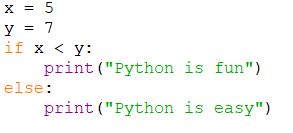 x = 5
y = 7
if x < y:
    print("Python is fun")
else:
    print("Python is easy")